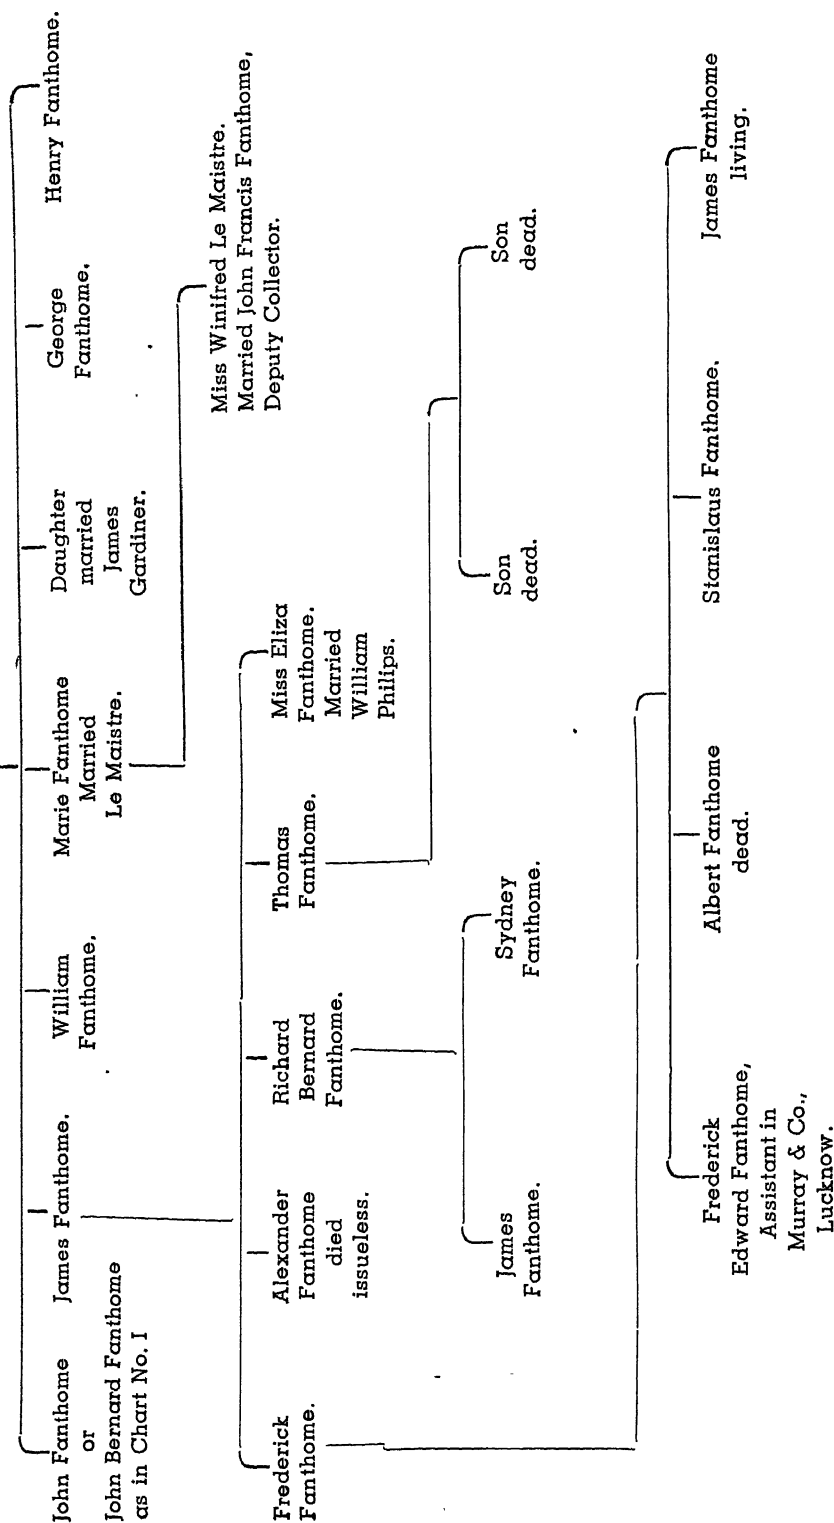 John Fanthome
or
John Bernard Fanthome
as in Chart No. I
James Fanthome.
William
Fanthome.
Marie Fanthome
Married
Le Maistre.
Daughter
married
James
Gardiner.
George
Fanthome.
Henry Fanthome.
Miss Winifred Le Maistre.
Married John Francis Fanthome,
Deputy Collector.
Frederick
Fanthome.
Alexander
Fanthome
died
issueless.
Richard
Bernard
Fanthome.
Thomas
Fanthome.
Miss Eliza
Fanthome.
Married
William
Philips.
James
Fanthome.
Sydney
Fanthome.
Son
dead.
Son
dead.
Frederick
Edward Fanthome,
Assistant in
Murray & Co.,
Lucknow.
Albert Fanthome
dead.
Stanislaus Fanthome.
James Fanthome
living.